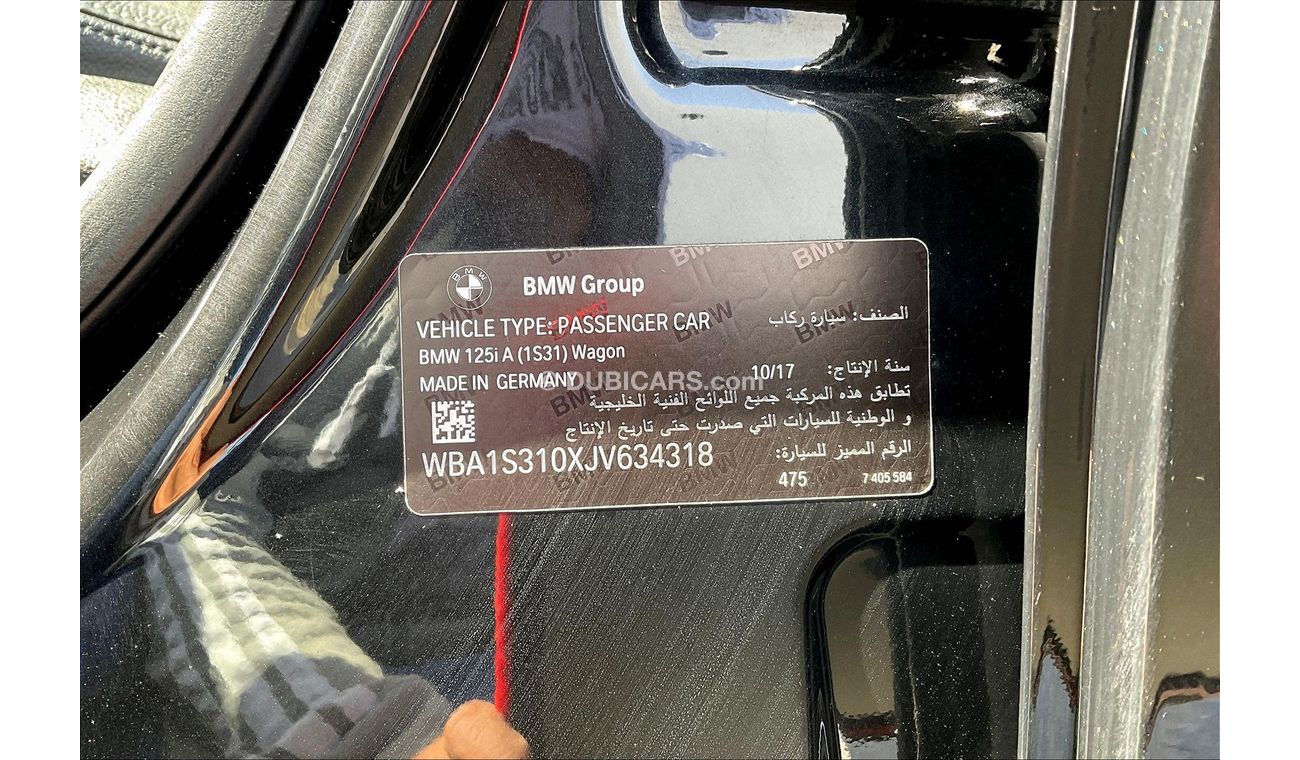 BMW
BMW Group
VEHICLE TYPE: PASSENGER CAR
الصنف: سيارة ركاب
BMW 125i A (1S31) Wagon
سنة الإنتاج: 10/17
MADE IN GERMANY
DUBICARS.com
تطابق هذه المركبة جميع اللوائح الفنية الخليجية
و الوطنية للسيارات التي صدرت حتى تاريخ الإنتاج
الرقم المميز للسيارة:
WBA1S310XJV634318
475
7 405 584